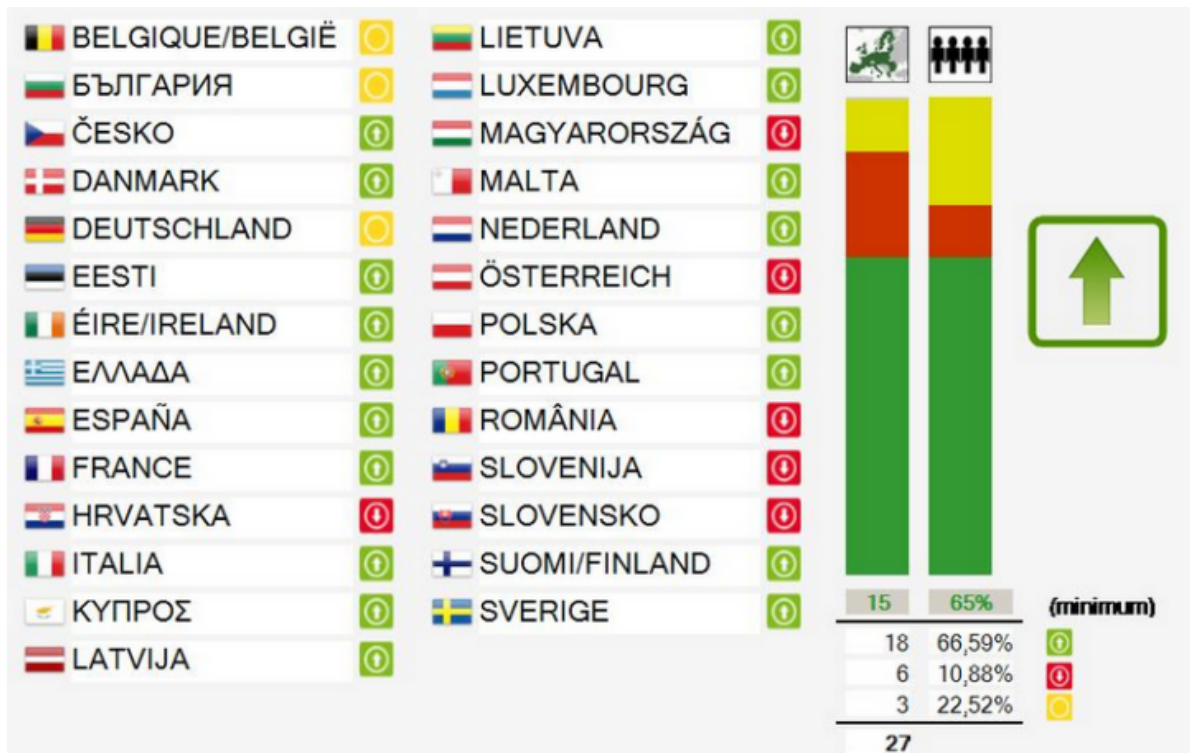 BELGIQUE/BELGIË
БЪЛГАРИЯ
ČESKO
DANMARK
DEUTSCHLAND
EESTI
ÉIRE/IRELAND
ΕΛΛΑΔΑ
ESPAÑA
FRANCE
HRVATSKA
ITALIA
ΚΥΠΡΟΣ
LATVIJA
LIETUVA
LUXEMBOURG
MAGYARORSZÁG
MALTA
NEDERLAND
ÖSTERREICH
POLSKA
PORTUGAL
ROMÂNIA
SLOVENIJA
SLOVENSKO
SUOMI/FINLAND
SVERIGE
15 65% (minimum)
18 66,59%
6 10,88%
3 22,52%
27